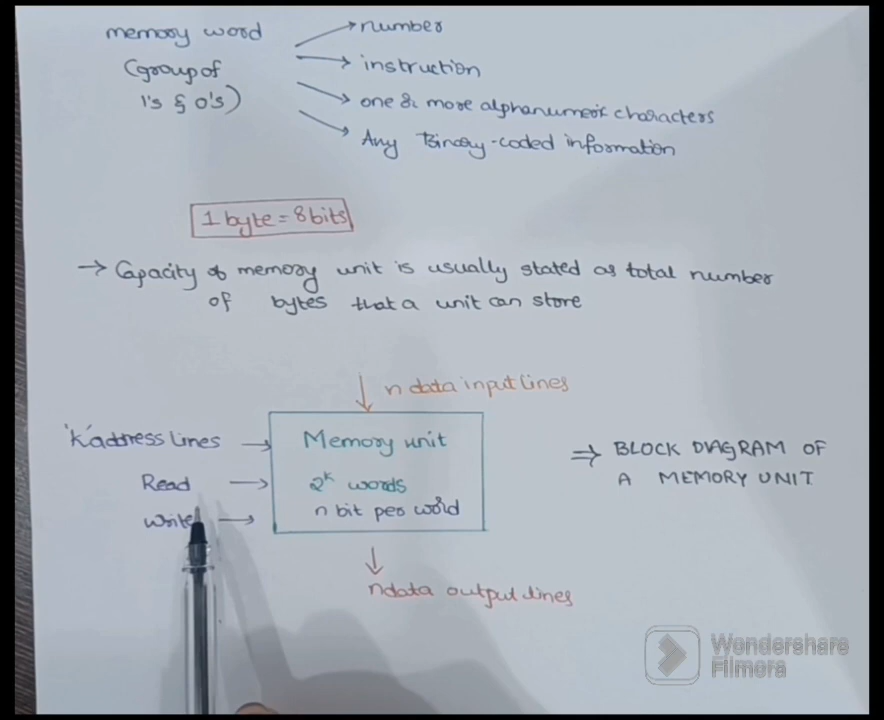 memory word
(group of
1's & 0's)
number
instruction
one & more alphanumeric characters
Any Binary-coded information
1 byte = 8 bits
→ Capacity of memory unit is usually stated as total number
of bytes that a unit can store
n data input lines
'k' address lines
Read
Write
Memory unit
2^k words
n bit per word
⇒ BLOCK DIAGRAM OF
A MEMORY UNIT
n data output lines
Wondershare
Filmora